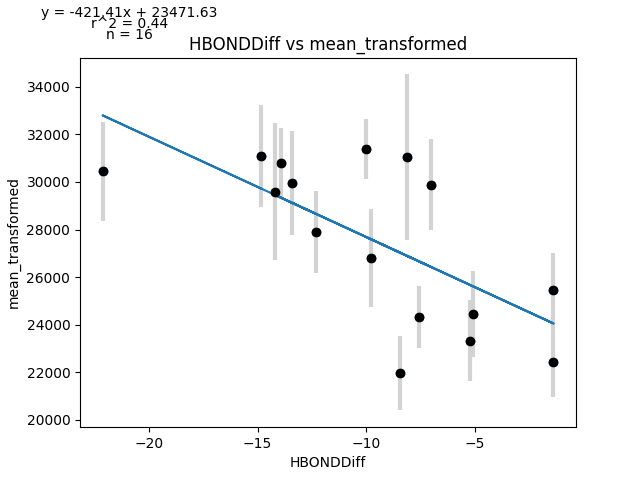 y = -421.41x + 23471.63
r^2 = 0.44
n = 16
HBONDDiff vs mean_transformed
mean_transformed
34000
32000
30000
28000
26000
24000
22000
20000
−20
−15
−10
−5
HBONDDiff